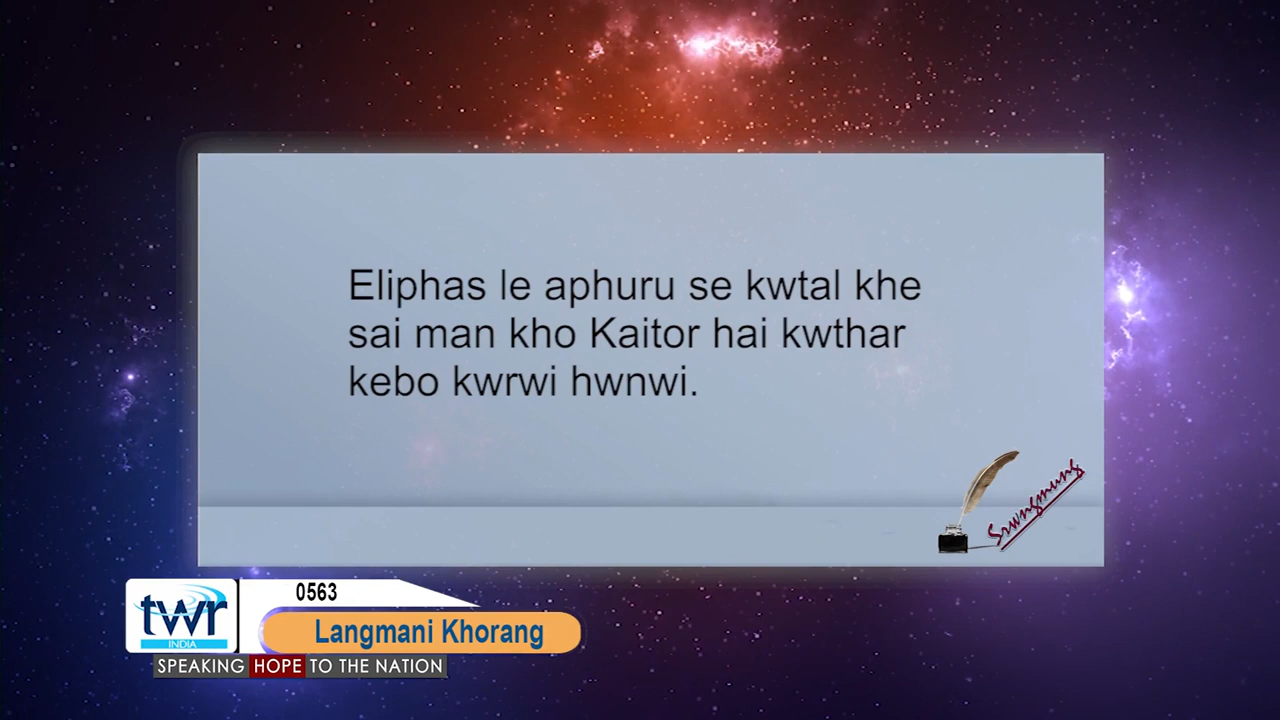 Eliphas le aphuru se kwtal khe
sai man kho Kaitor hai kwthar
kebo kwrwi hwnwi.
Srwngmung
twr
INDIA
0563
Langmani Khorang
SPEAKING HOPE TO THE NATION